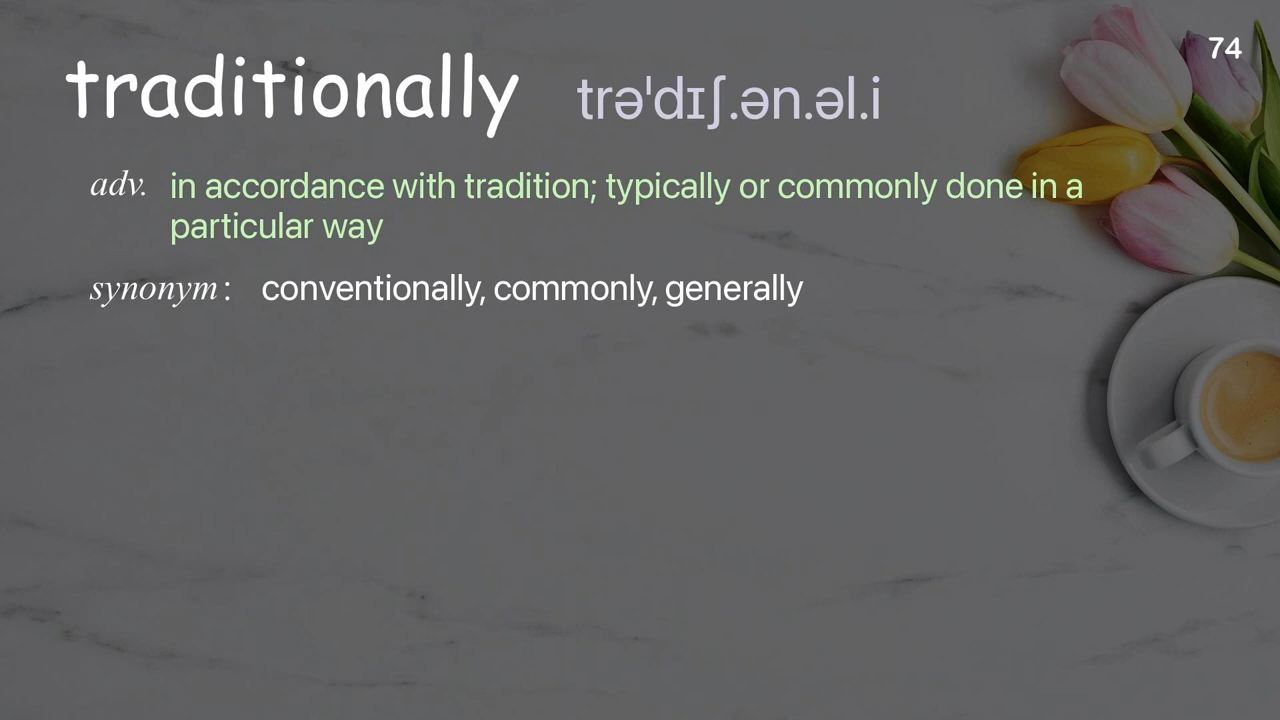 74
traditionally trəˈdɪʃ.ən.əl.i
adv. in accordance with tradition; typically or commonly done in a
particular way
synonym: conventionally, commonly, generally